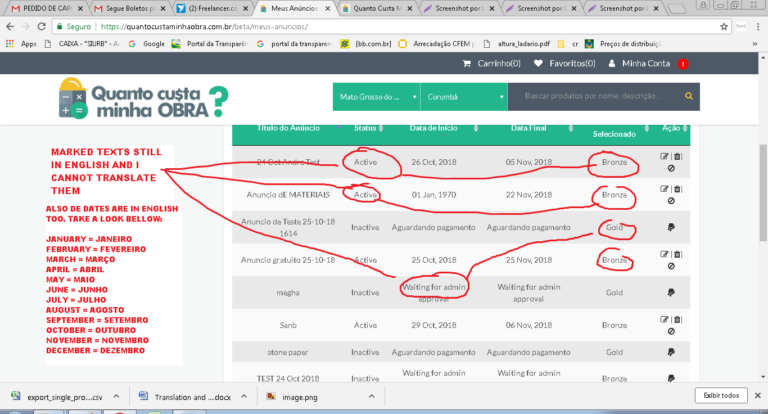 PEDIDO DE CAR
Segue Boletos p
(2) Freelancer.c
Meus Anúncios
Quanto Custa M
Screenshot por L
Screenshot por L
Screenshot por L
Seguro
https://quantocustaminhaobra.com.br/beta/meus-anuncios/
Apps
CAIXA - "SIURB" - A
Google
Portal da Transparên
portal da transparen
[bb.com.br]
Arrecadação CFEM
altura_ladario.pdf
cr
Preços de distribuiç
Carrinho(0)
Favoritos(0)
Minha Conta
!
Quanto custa
minha OBRA?
Mato Grosso do ...
Corumbá
Buscar produtos por nome, descrição...
MARKED TEXTS STILL
IN ENGLISH AND I
CANNOT TRANSLATE
THEM
ALSO DE DATES ARE IN ENGLISH
TOO. TAKE A LOOK BELLOW:
JANUARY = JANEIRO
FEBRUARY = FEVEREIRO
MARCH = MARÇO
APRIL = ABRIL
MAY = MAIO
JUNE = JUNHO
JULY = JULHO
AUGUST = AGOSTO
SEPTEMBER = SETEMBRO
OCTOBER = OUTUBRO
NOVEMBER = NOVEMBRO
DECEMBER = DEZEMBRO
Título do Anúncio Status Data de Início Data Final Selecionado Ação
24 Oct Andre Test Active 26 Oct, 2018 05 Nov, 2018 Bronze
Anuncio dE MATERIAIS Active 01 Jan, 1970 22 Nov, 2018 Bronze
Anuncio de Teste 25-10-18
1614
Inactive Aguardando pagamento Aguardando pagamento Gold
Anuncio gratuito 25-10-18 Active 25 Oct, 2018 25 Nov, 2018 Bronze
megha Inactive
Waiting for admin
approval
Waiting for admin
approval
Gold
Sanb Active 29 Oct, 2018 06 Nov, 2018 Bronze
stone paper Inactive Aguardando pagamento Aguardando pagamento Gold
TEST 24 Oct 2018 Inactive
Waiting for admin
Waiting for admin
Bronze
export_single_pro....csv
Translation and ....docx
image.png
Exibir todos